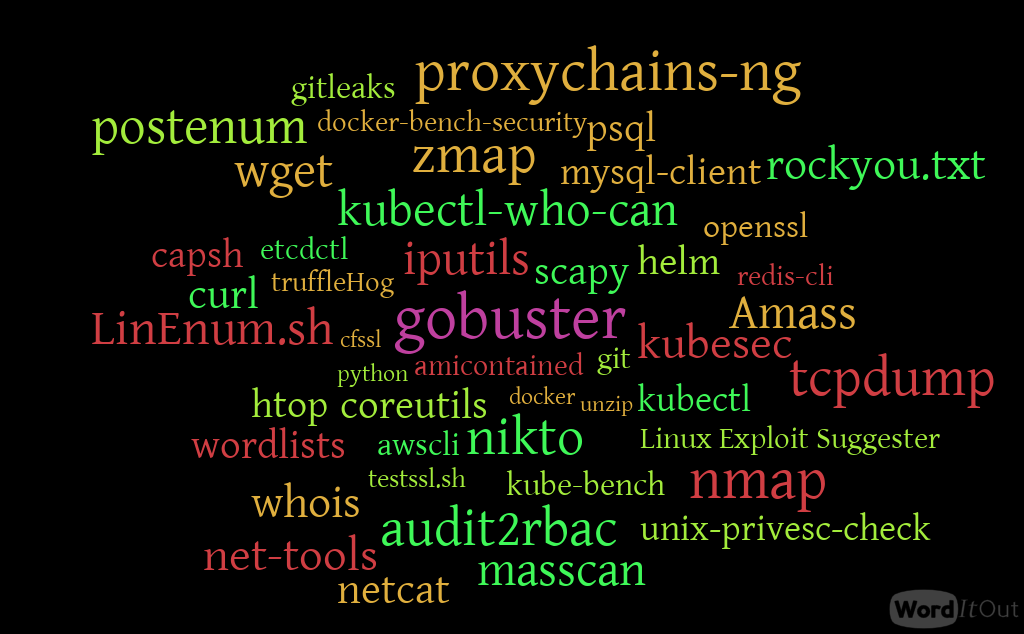 proxychains-ng
gitleaks
postenum
docker-bench-security
psql
zmap
wget
mysql-client
rockyou.txt
kubectl-who-can
openssl
capsh
etcdctl
iputils
scapy
helm
redis-cli
truffleHog
curl
gobuster
Amass
LinEnum.sh
cfssl
kubesec
git
python
amicontained
tcpdump
htop
coreutils
docker
unzip
kubectl
wordlists
awscli
nikto
Linux Exploit Suggester
testssl.sh
kube-bench
nmap
whois
audit2rbac
unix-privesc-check
net-tools
masscan
netcat
WordItOut